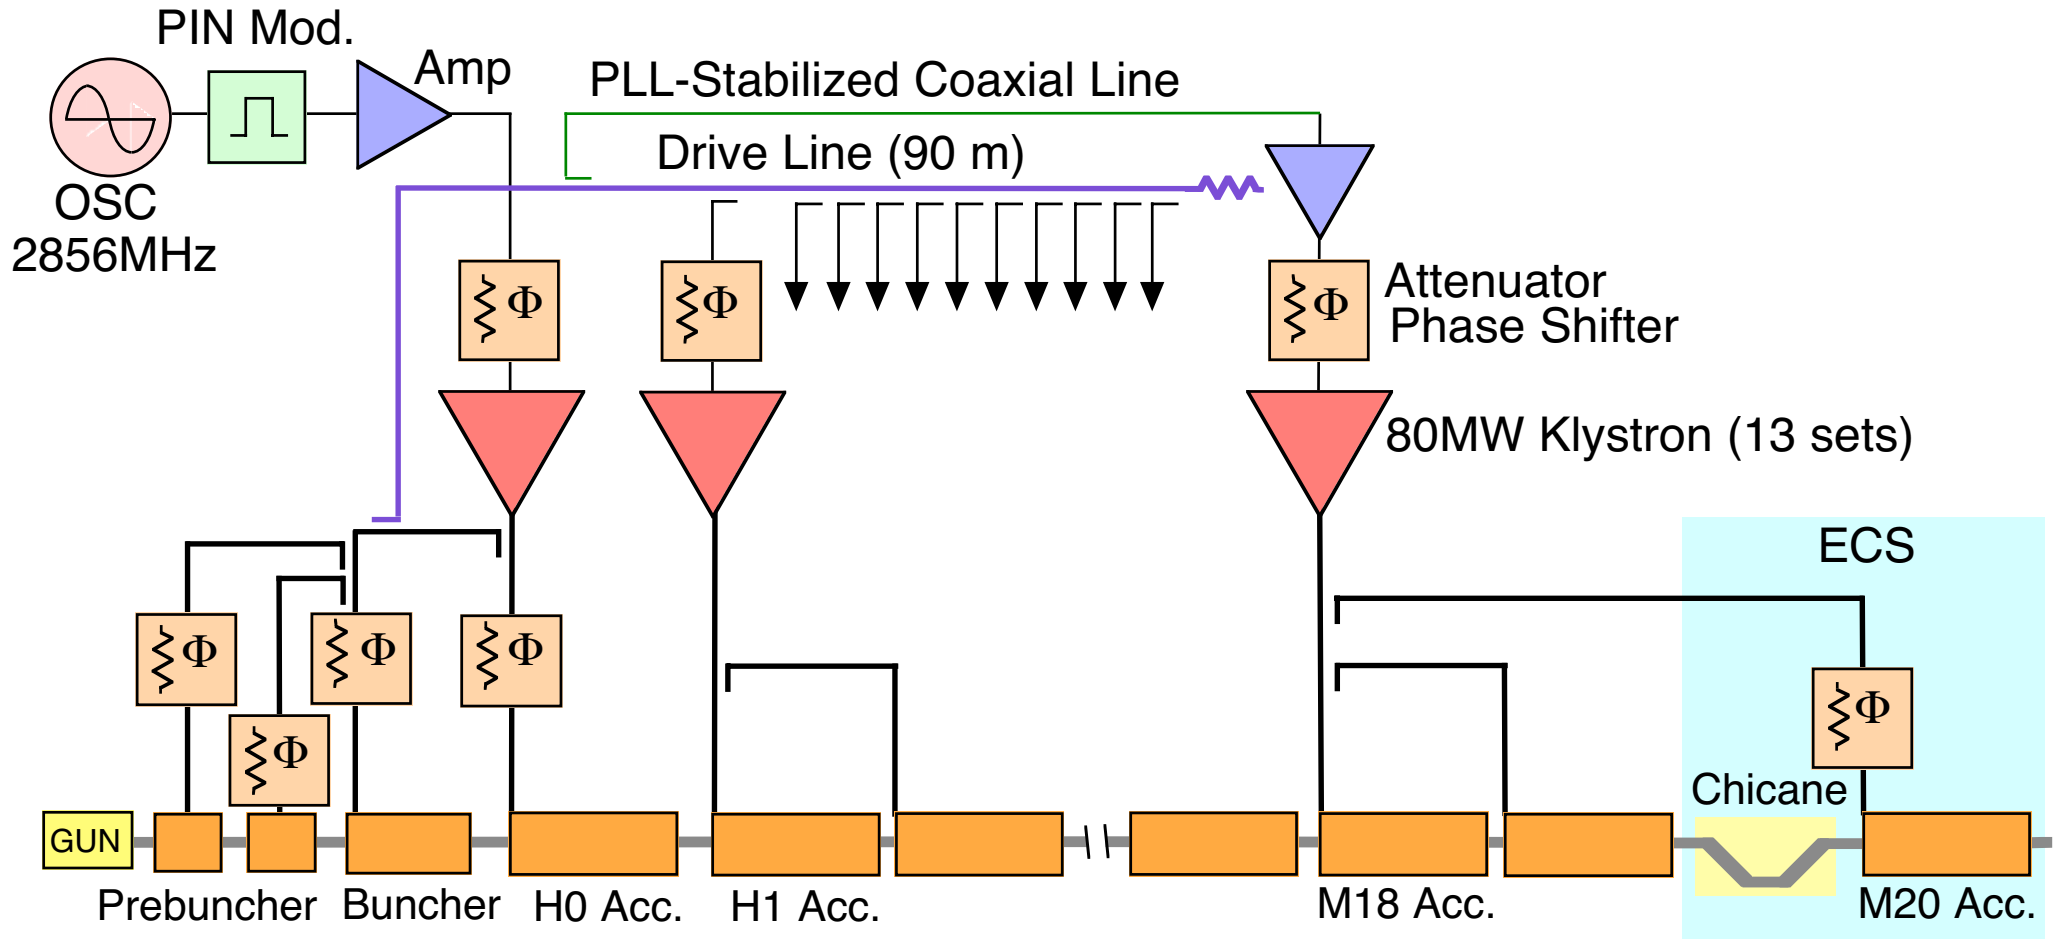 PIN Mod.
Amp
OSC
2856MHz
PLL-Stabilized Coaxial Line
Drive Line (90 m)
Φ
Φ
Φ
Attenuator
Phase Shifter
80MW Klystron (13 sets)
ECS
Φ
Φ
Φ
Φ
Φ
Chicane
GUN
Prebuncher
Buncher
H0 Acc.
H1 Acc.
M18 Acc.
M20 Acc.